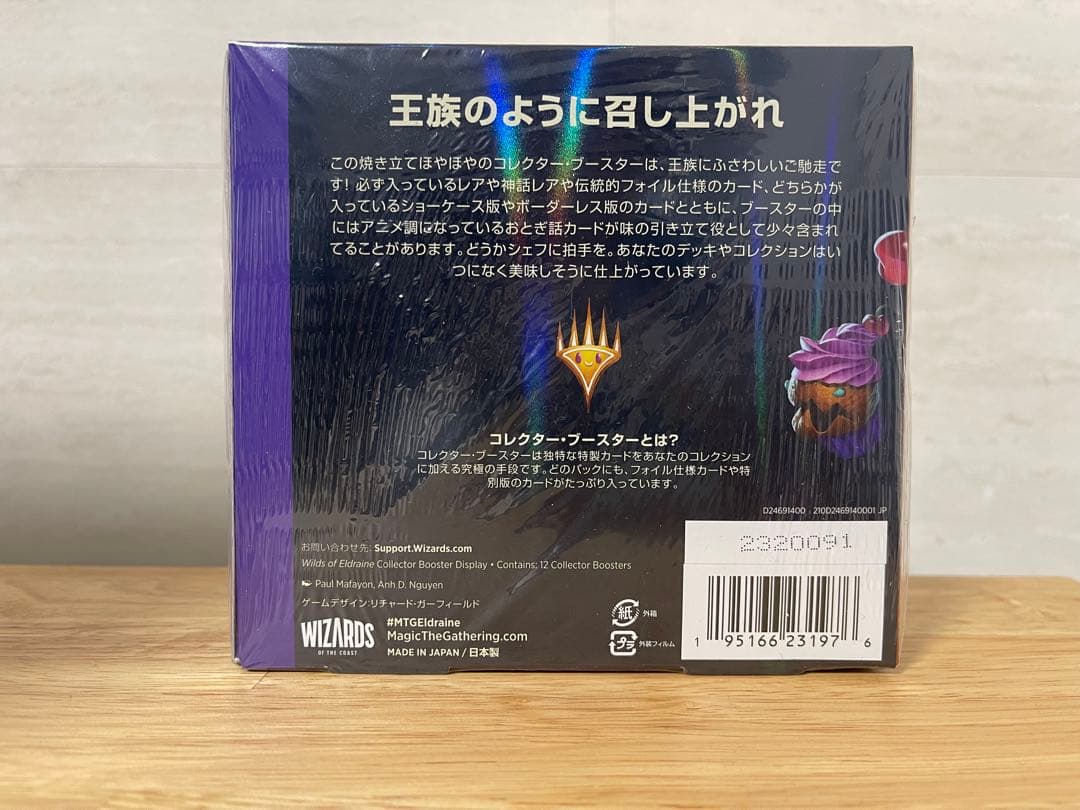 王族のように召し上がれ
この焼き立てほやほやのコレクター・ブースターは、王族にふさわしいご馳走で
す! 必ず入っているレアや神話レアや伝統的フォイル仕様のカード、どちらかが
入っているショーケース版やボーダーレス版のカードとともに、ブースターの中
にはアニメ調になっているおとぎ話カードが味の引き立て役として少々含まれ
てることがあります。どうかシェフに拍手を。あなたのデッキやコレクションはい
つになく美味しそうに仕上がっています。
コレクター・ブースターとは?
コレクター・ブースターは独特な特製カードをあなたのコレクション
に加える究極の手段です。どのパックにも、フォイル仕様カードや特
別版のカードがたっぷり入っています。
D24691400 210D2469140001 JP
2320091
お問い合わせ先: Support.Wizards.com
Wilds of Eldraine Collector Booster Display • Contains: 12 Collector Boosters
Paul Mafayon, Anh D. Nguyen
ゲームデザイン:リチャード・ガーフィールド
WIZARDS
OF THE COAST
#MTGEldraine
MagicTheGathering.com
MADE IN JAPAN / 日本製
紙 外箱
プラ 外装フィルム
1 95166 23197 6